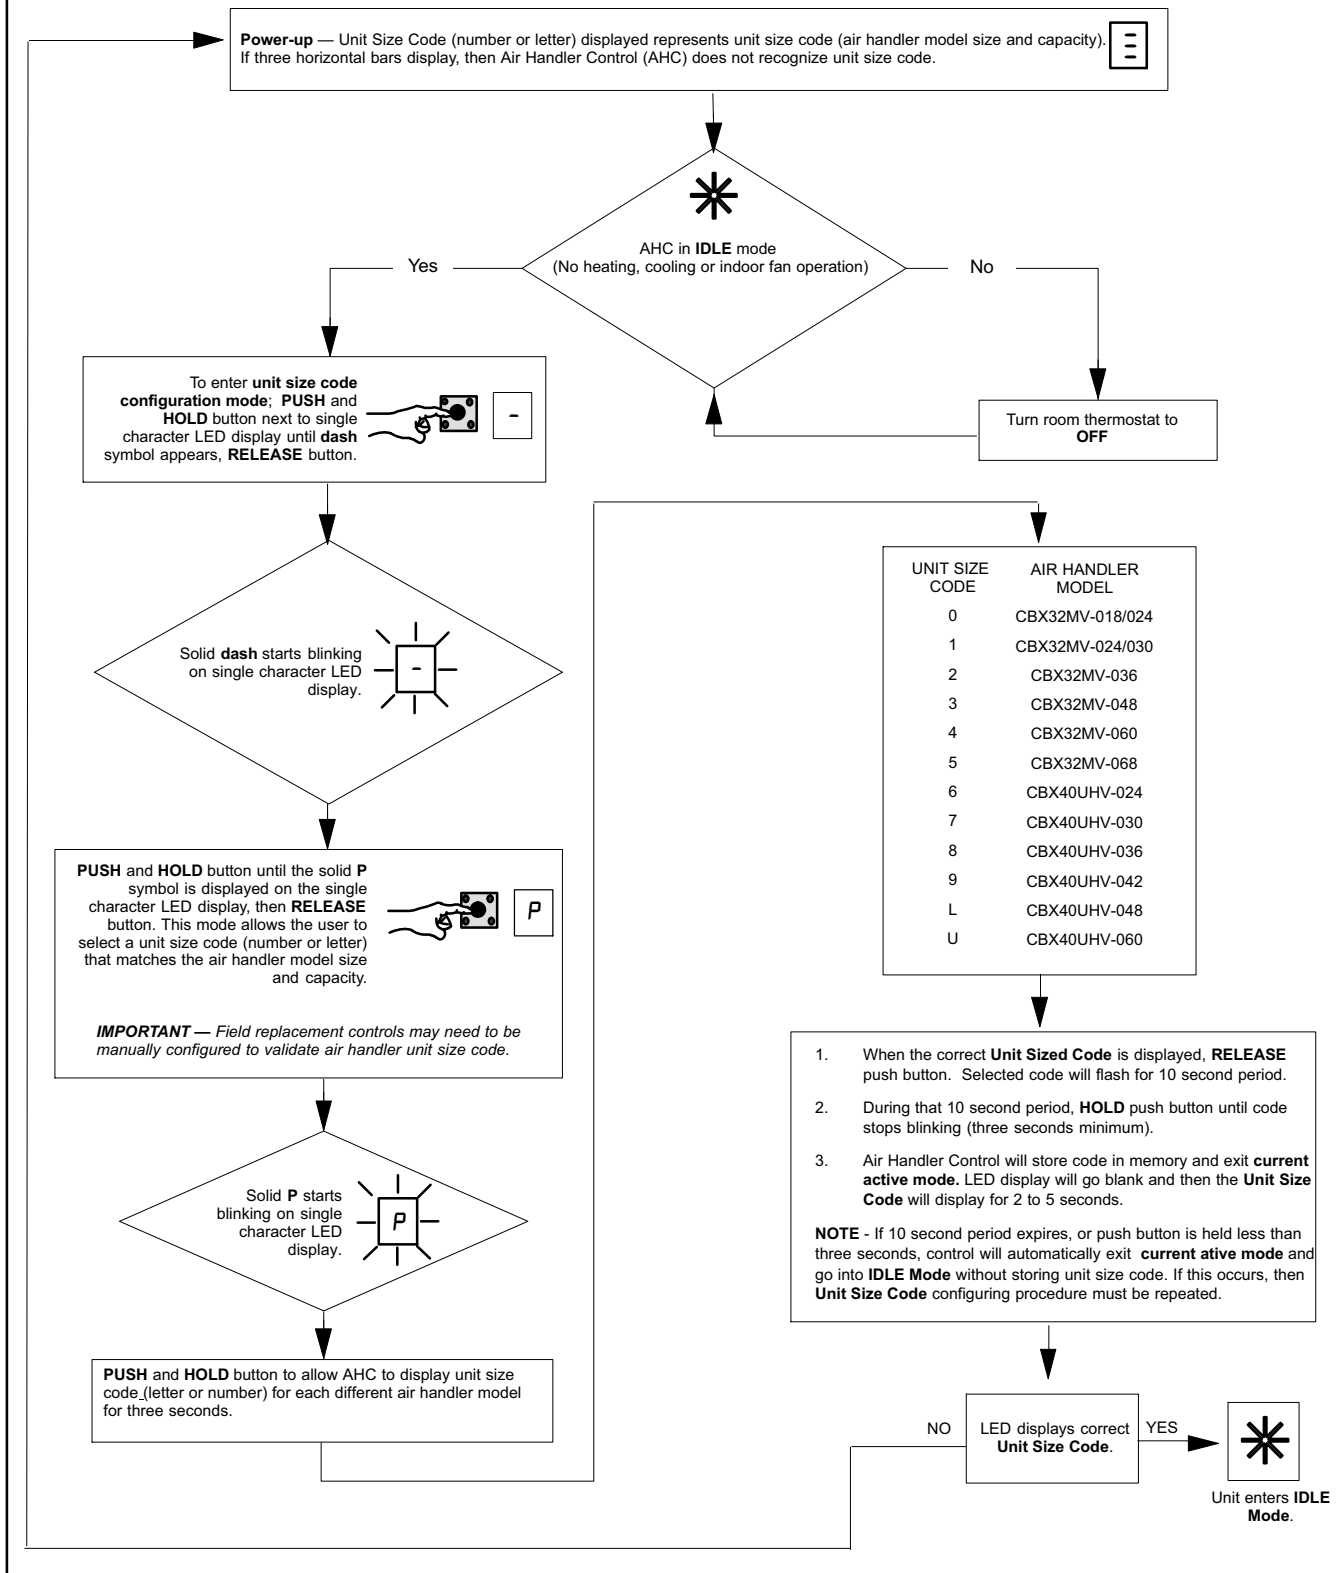 Power-up — Unit Size Code (number or letter) displayed represents unit size code (air handler model size and capacity).
If three horizontal bars display, then Air Handler Control (AHC) does not recognize unit size code.
AHC in IDLE mode
(No heating, cooling or indoor fan operation)
Yes
No
Turn room thermostat to
OFF
To enter unit size code
configuration mode; PUSH and
HOLD button next to single
character LED display until dash
symbol appears, RELEASE button.
-
Solid dash starts blinking
on single character LED
display.
-
PUSH and HOLD button until the solid P
symbol is displayed on the single
character LED display, then RELEASE
button. This mode allows the user to
select a unit size code (number or letter)
that matches the air handler model size
and capacity.
P
IMPORTANT — Field replacement controls may need to be
manually configured to validate air handler unit size code.
Solid P starts
blinking on single
character LED
display.
P
PUSH and HOLD button to allow AHC to display unit size
code (letter or number) for each different air handler model
for three seconds.
UNIT SIZE CODE AIR HANDLER MODEL
0 CBX32MV-018/024
1 CBX32MV-024/030
2 CBX32MV-036
3 CBX32MV-048
4 CBX32MV-060
5 CBX32MV-068
6 CBX40UHV-024
7 CBX40UHV-030
8 CBX40UHV-036
9 CBX40UHV-042
L CBX40UHV-048
U CBX40UHV-060
1. When the correct Unit Sized Code is displayed, RELEASE
push button. Selected code will flash for 10 second period.
2. During that 10 second period, HOLD push button until code
stops blinking (three seconds minimum).
3. Air Handler Control will store code in memory and exit current
active mode. LED display will go blank and then the Unit Size
Code will display for 2 to 5 seconds.
NOTE - If 10 second period expires, or push button is held less than
three seconds, control will automatically exit current ative mode and
go into IDLE Mode without storing unit size code. If this occurs, then
Unit Size Code configuring procedure must be repeated.
NO
LED displays correct
Unit Size Code.
YES
Unit enters IDLE
Mode.